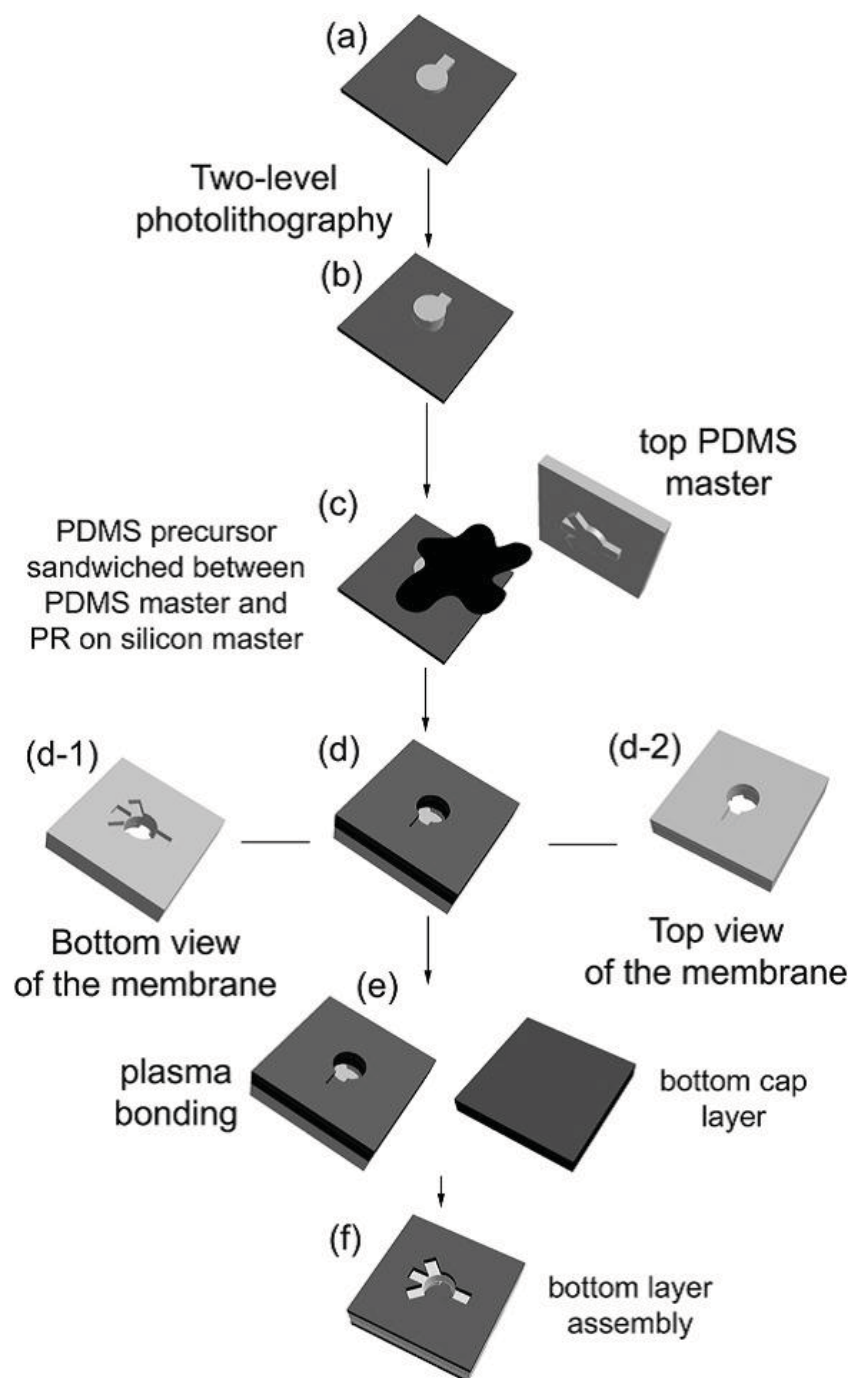 (a)
Two-level
photolithography
(b)
top PDMS
master
(c)
PDMS precursor
sandwiched between
PDMS master and
PR on silicon master
(d-1)
(d)
(d-2)
Bottom view
of the membrane
Top view
of the membrane
(e)
plasma
bonding
bottom cap
layer
(f)
bottom layer
assembly